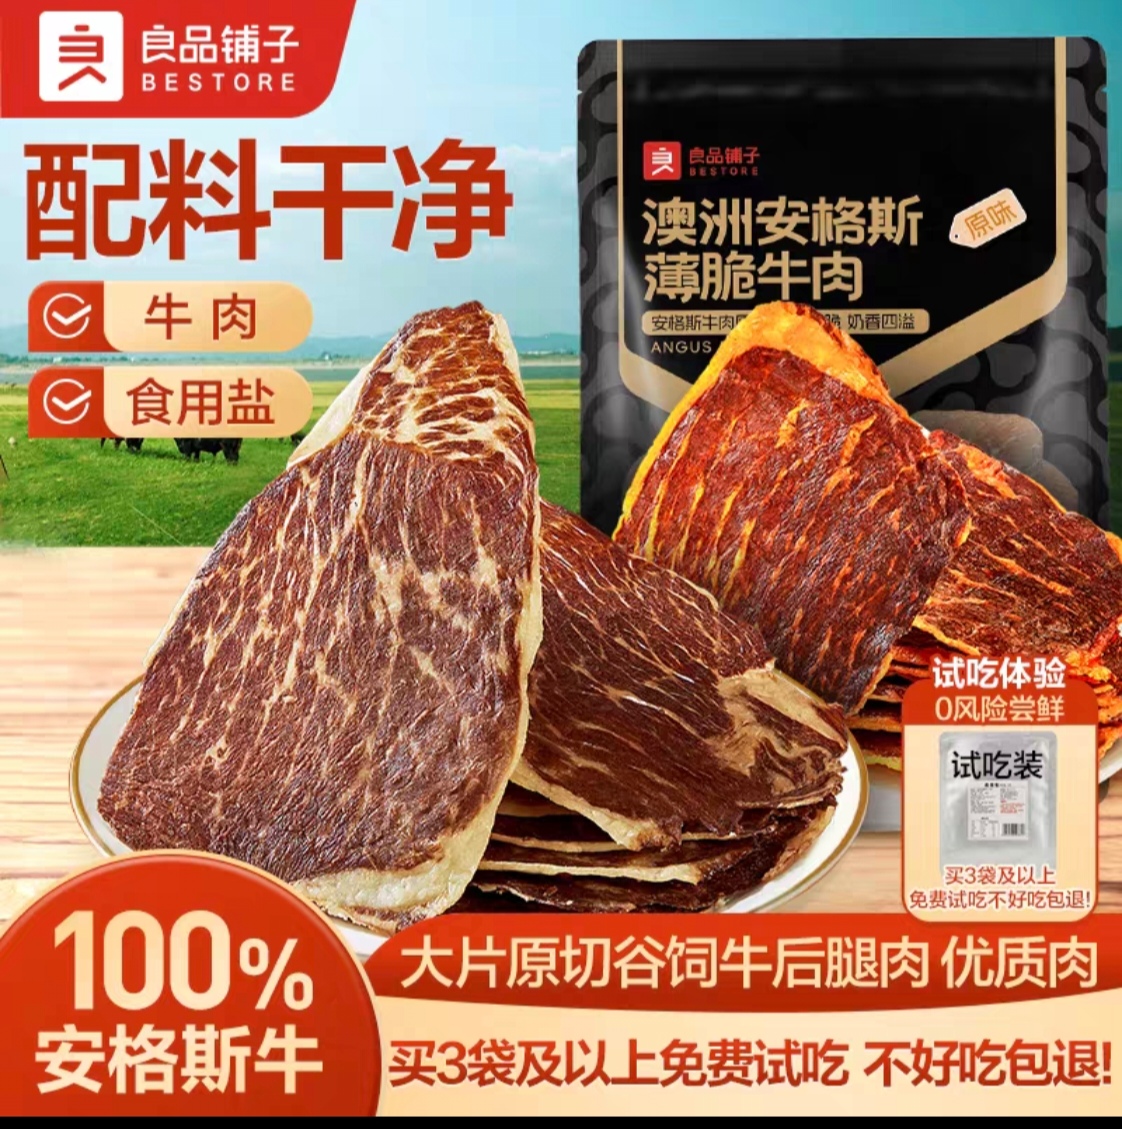 良品铺子
BESTORE
配料干净
牛肉
食用盐
良品铺子
BESTORE
澳洲安格斯
薄脆牛肉
原味
安格斯牛肉
脆 奶香四溢
ANGUS
试吃体验
0风险尝鲜
试吃装
买3袋及以上
免费试吃不好吃包退!
100%
安格斯牛
大片原切谷饲牛后腿肉 优质肉
买3袋及以上免费试吃 不好吃包退!